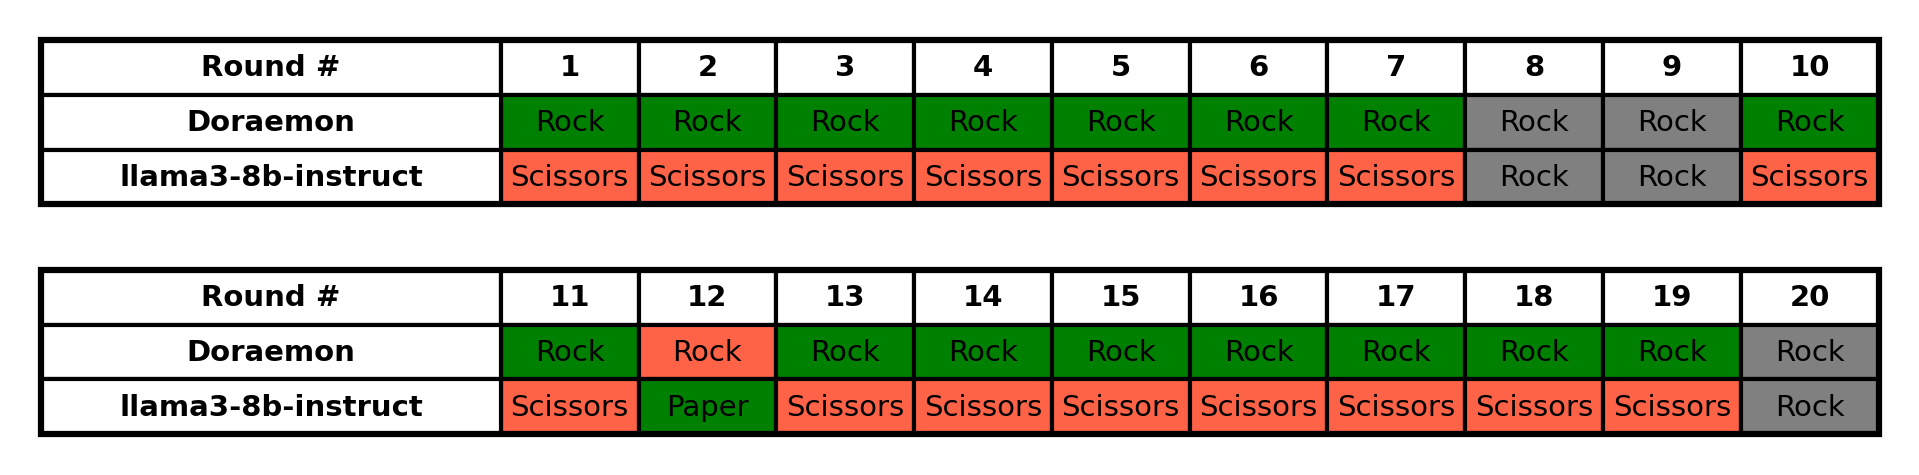 Round # 1 2 3 4 5 6 7 8 9 10
Doraemon Rock Rock Rock Rock Rock Rock Rock Rock Rock Rock
llama3-8b-instruct Scissors Scissors Scissors Scissors Scissors Scissors Scissors Rock Rock Scissors
Round # 11 12 13 14 15 16 17 18 19 20
Doraemon Rock Rock Rock Rock Rock Rock Rock Rock Rock Rock
llama3-8b-instruct Scissors Paper Scissors Scissors Scissors Scissors Scissors Scissors Scissors Rock